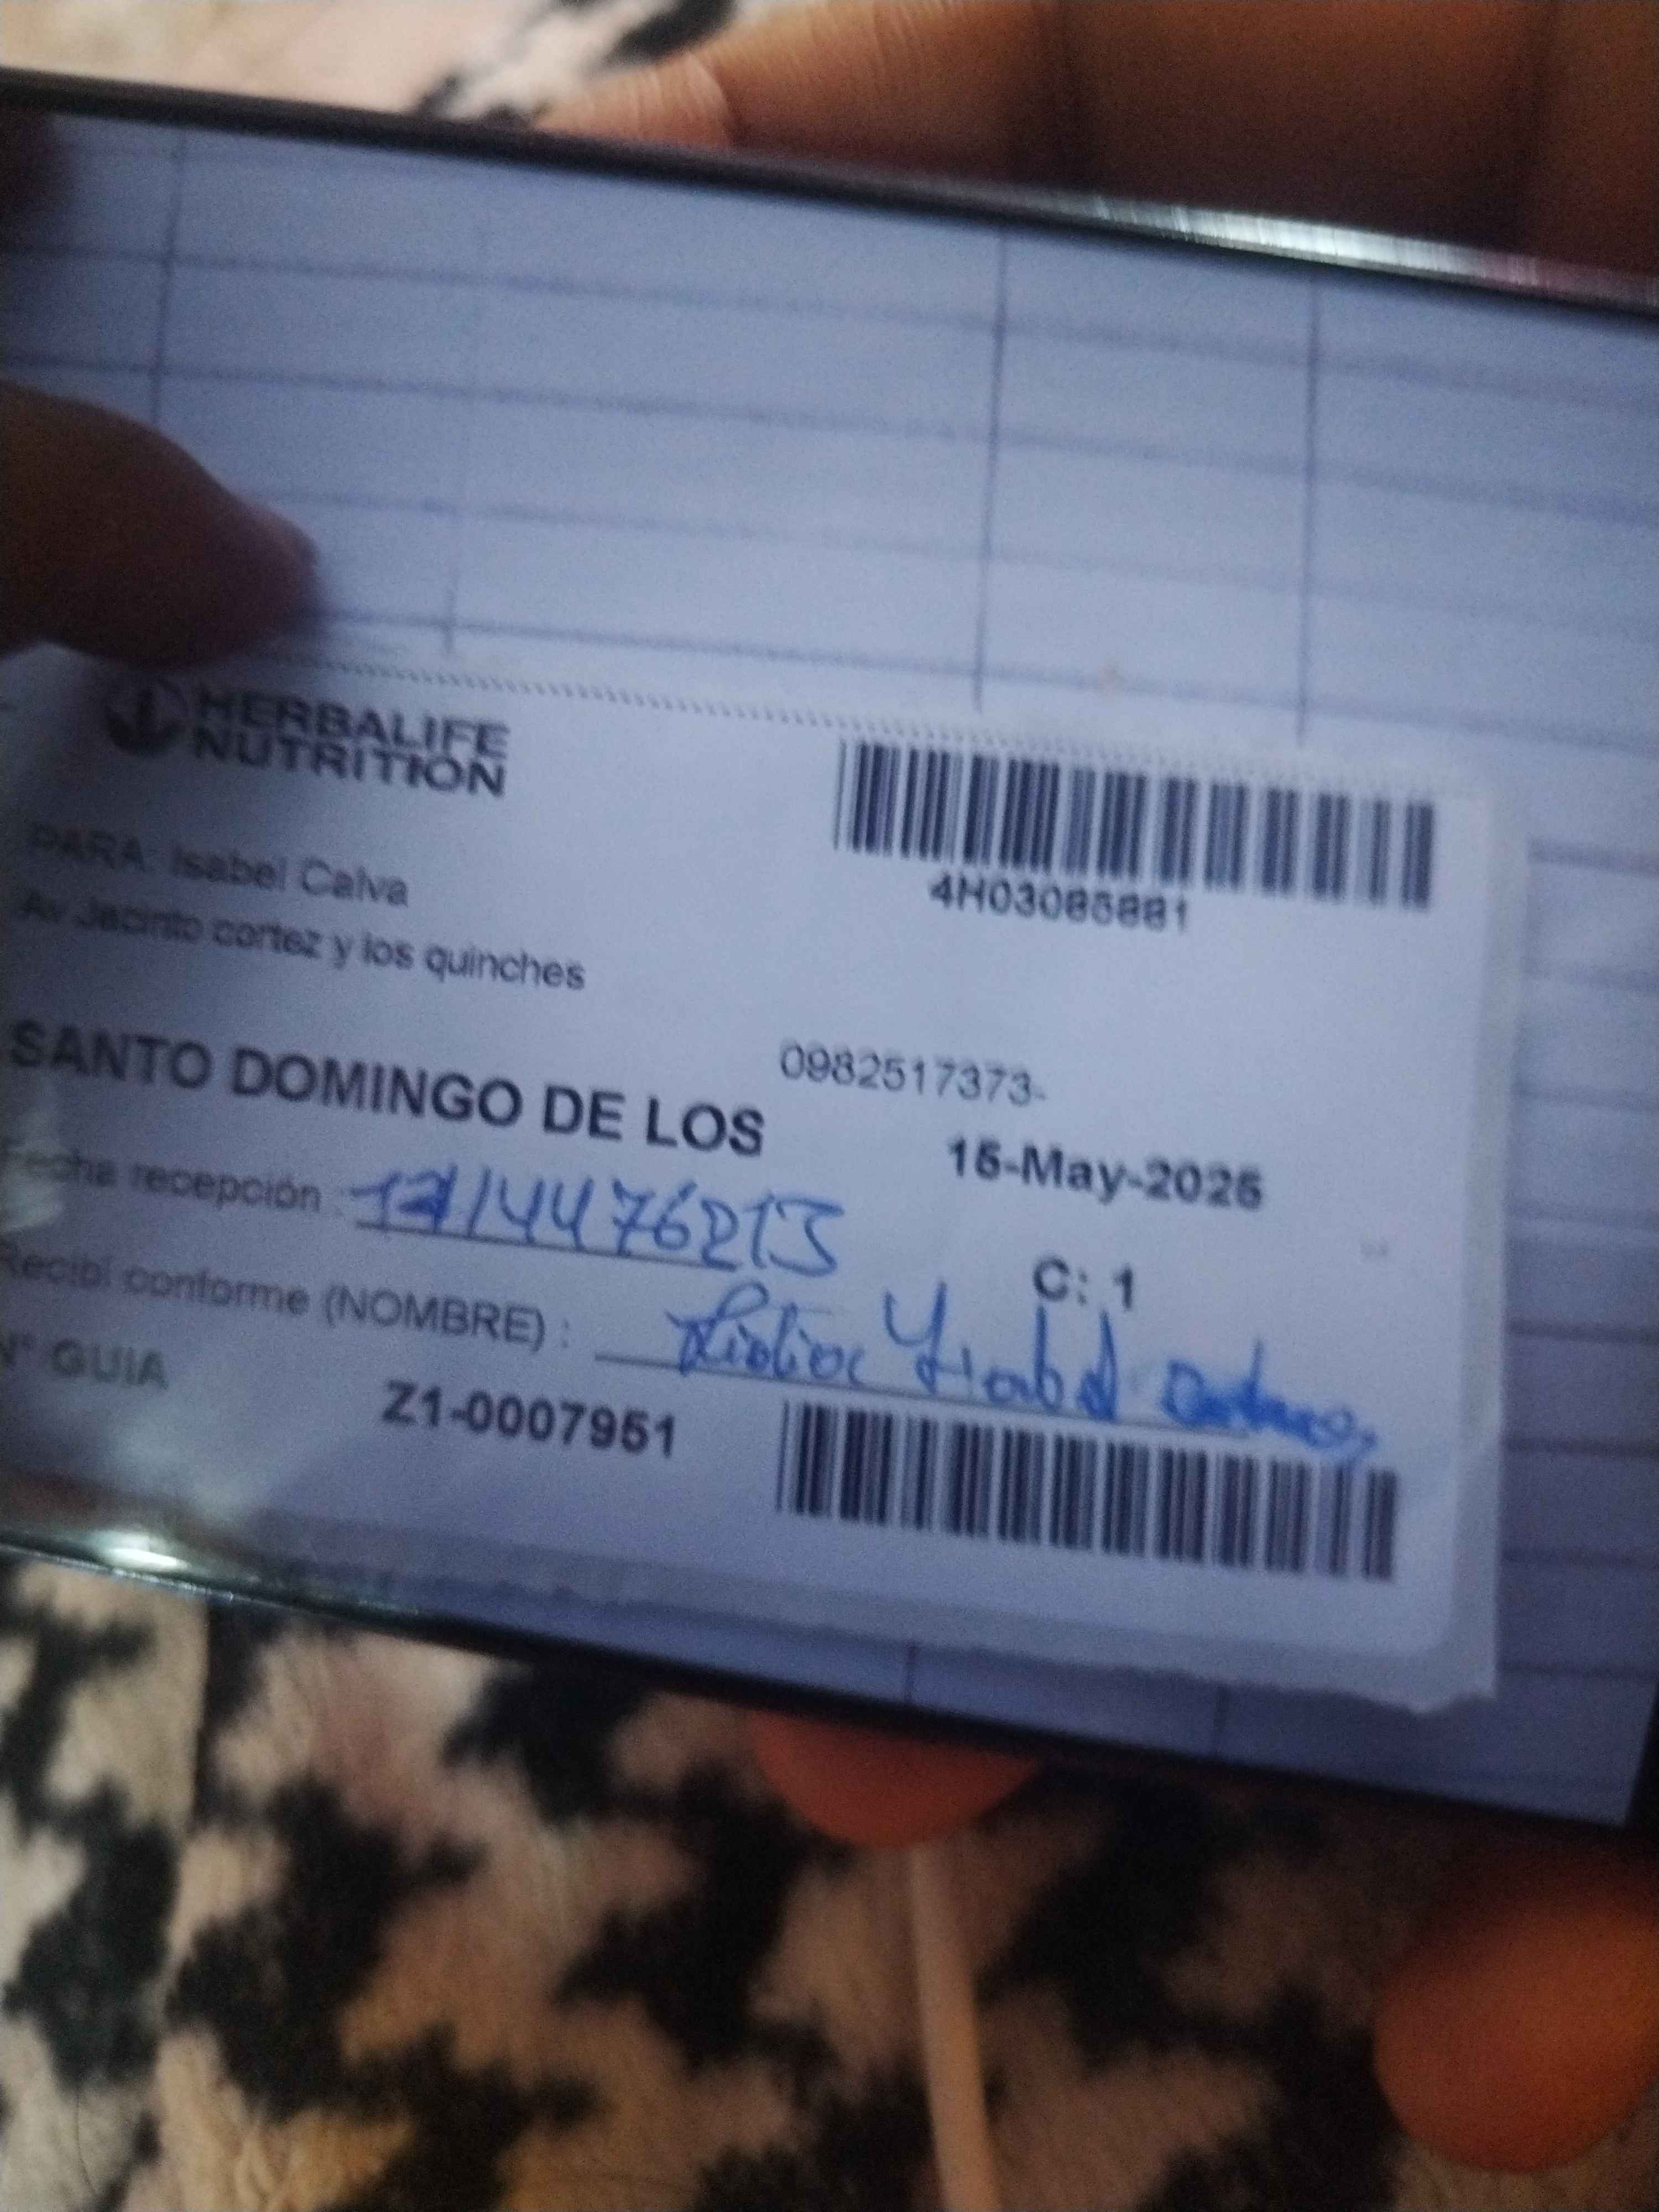 HERBALIFE
NUTRITION
PARA: Isabel Calva
4H03085881
Av Jacinto cortez y los quinches
0982517373-
SANTO DOMINGO DE LOS
15-May-2025
Fecha recepción :
C: 1
Recibí conforme (NOMBRE) :
N° GUIA
Z1-0007951